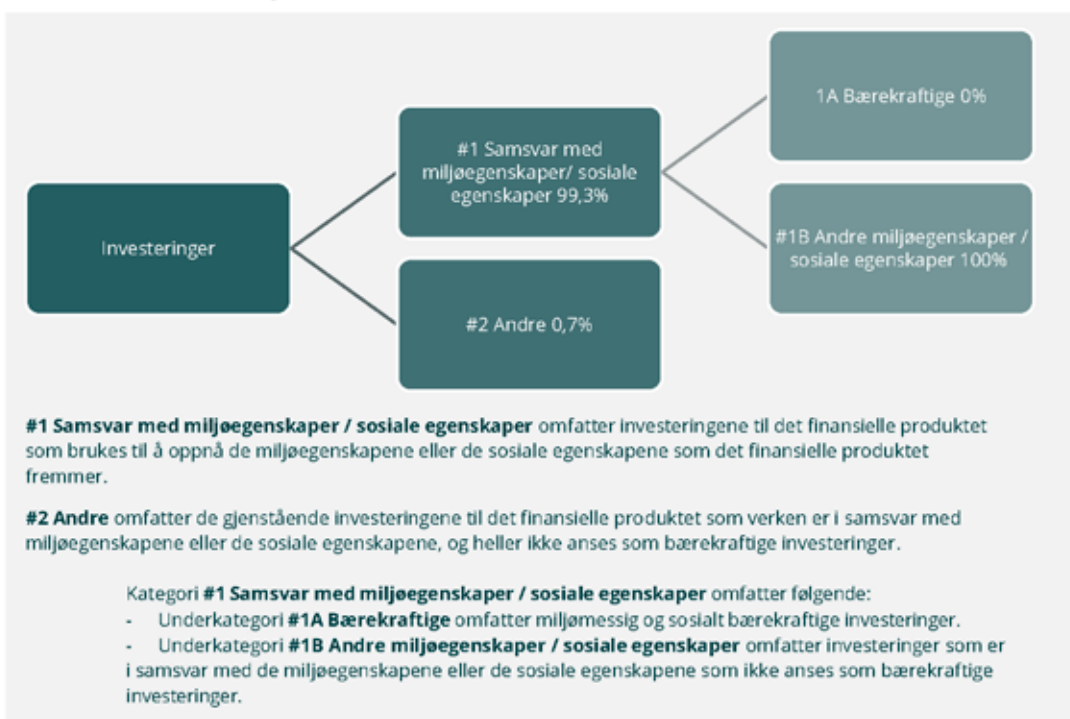 Investeringer
#1 Samsvar med
miljøegenskaper/ sosiale
egenskaper 99,3%
#2 Andre 0,7%
1A Bærekraftige 0%
#1B Andre miljøegenskaper /
sosiale egenskaper 100%
#1 Samsvar med miljøegenskaper / sosiale egenskaper omfatter investeringene til det finansielle produktet
som brukes til å oppnå de miljøegenskapene eller de sosiale egenskapene som det finansielle produktet
fremmer.
#2 Andre omfatter de gjenstående investeringene til det finansielle produktet som verken er i samsvar med
miljøegenskapene eller de sosiale egenskapene, og heller ikke anses som bærekraftige investeringer.
Kategori #1 Samsvar med miljøegenskaper / sosiale egenskaper omfatter følgende:
- Underkategori #1A Bærekraftige omfatter miljømessig og sosialt bærekraftige investeringer.
- Underkategori #1B Andre miljøegenskaper / sosiale egenskaper omfatter investeringer som er
i samsvar med de miljøegenskapene eller de sosiale egenskapene som ikke anses som bærekraftige
investeringer.